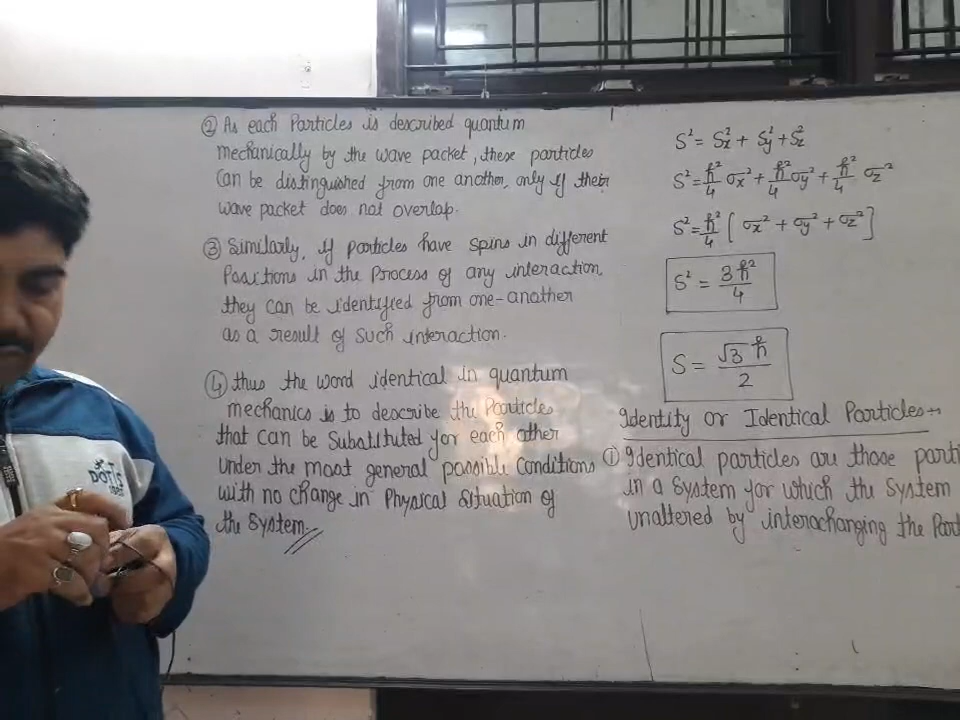 ② As each Particles is described quantum
mechanically by the wave packet, these particles
Can be distinguished from one another, only if their
wave packet does not overlap.
③ Similarly, if particles have spins in different
Positions in the process of any interaction,
they can be identified from one-another
as a result of such interaction.
④ thus the word identical in quantum
mechanics is to describe the Particles
that can be Substituted for each other
Under the most general possible Conditions
with no change in Physical Situation of
the System
S² = Sx² + Sy² + Sz²
S² = ℏ²/4 σx² + ℏ²/4 σy² + ℏ²/4 σz²
S² = ℏ²/4 [ σx² + σy² + σz² ]
S² = 3ℏ²/4
S = √3 ℏ/2
Identity or Identical Particles→
① Identical particles are those parti
in a System for which the System
unaltered by interachanging the Part
DOTIS